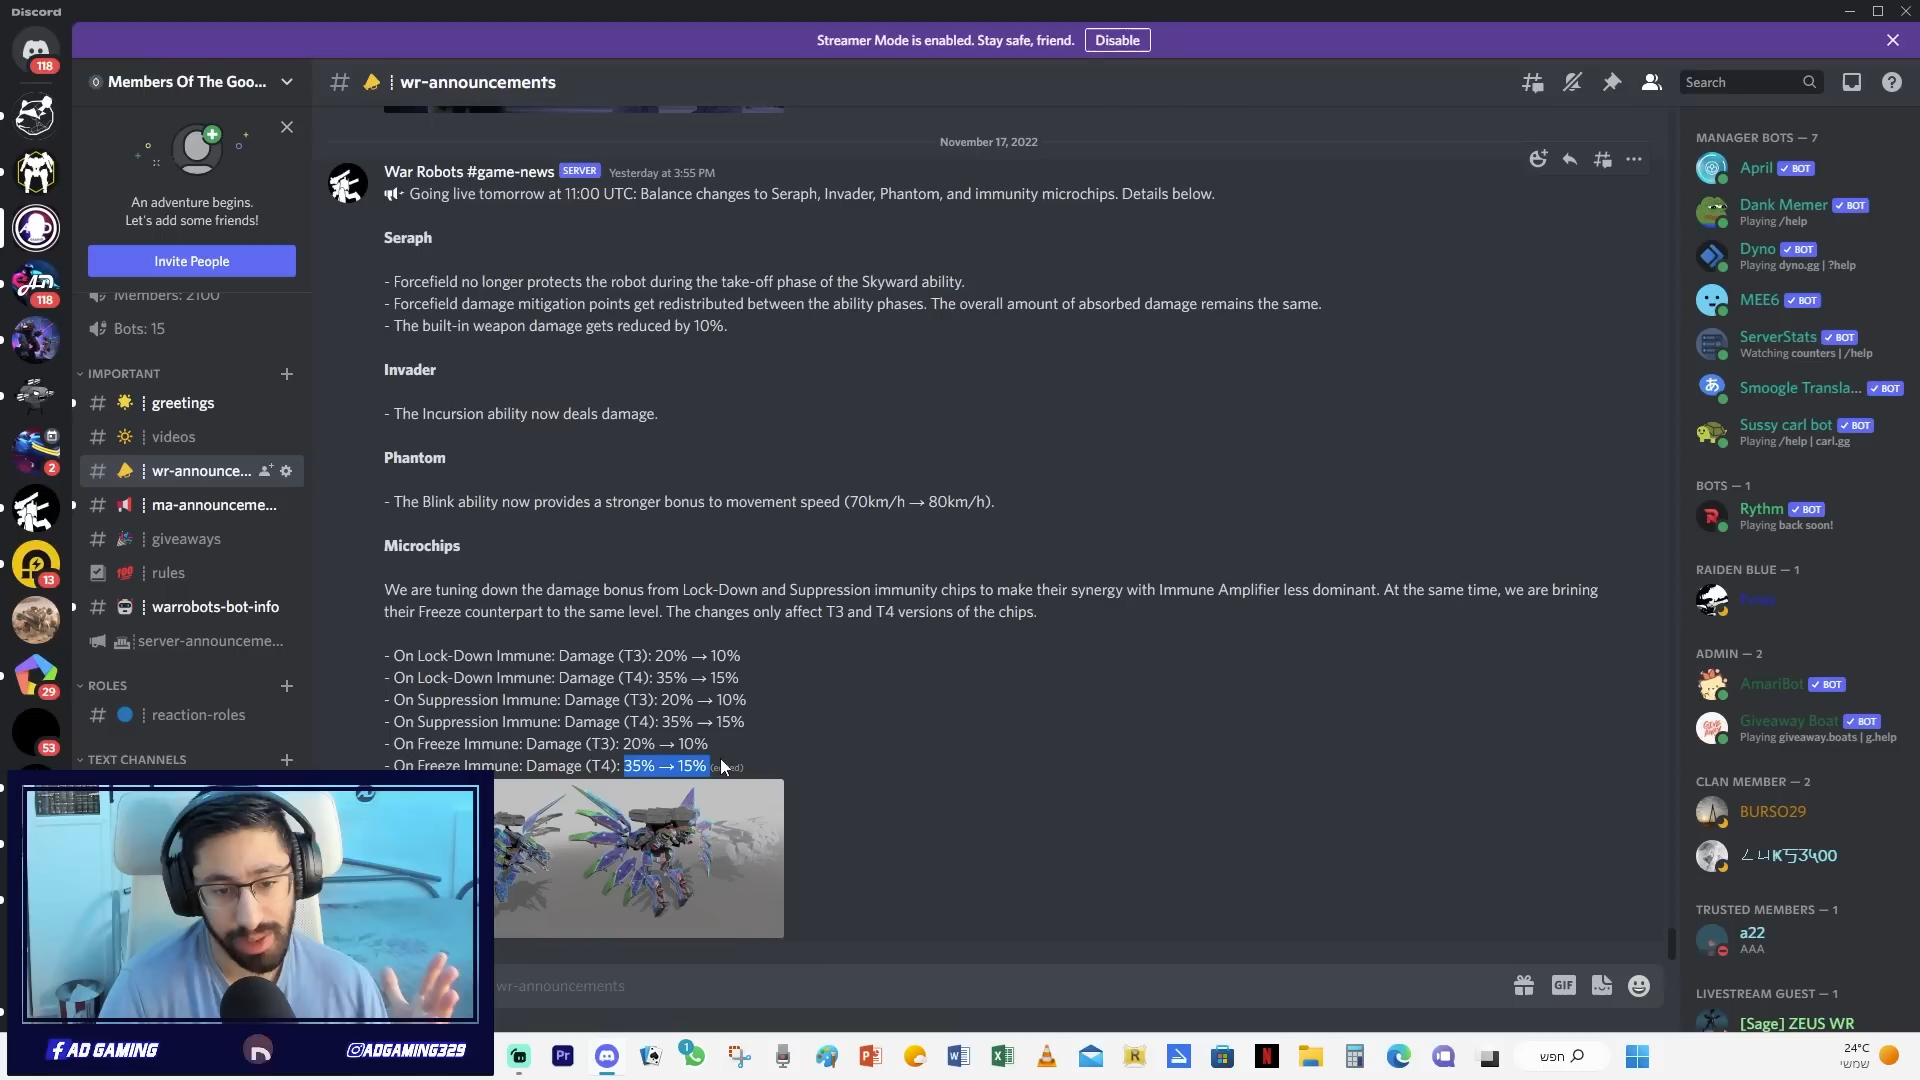 Discord
Streamer Mode is enabled. Stay safe, friend.
Disable
118
Members Of The Goo...
wr-announcements
Search
An adventure begins.
Let's add some friends!
Invite People
Members: 2100
Bots: 15
IMPORTANT
greetings
videos
wr-announce...
ma-announceme...
giveaways
rules
warrobots-bot-info
server-announceme...
ROLES
reaction-roles
TEXT CHANNELS
118
2
13
29
53
November 17, 2022
War Robots #game-news SERVER Yesterday at 3:55 PM
Going live tomorrow at 11:00 UTC: Balance changes to Seraph, Invader, Phantom, and immunity microchips. Details below.
Seraph
- Forcefield no longer protects the robot during the take-off phase of the Skyward ability.
- Forcefield damage mitigation points get redistributed between the ability phases. The overall amount of absorbed damage remains the same.
- The built-in weapon damage gets reduced by 10%.
Invader
- The Incursion ability now deals damage.
Phantom
- The Blink ability now provides a stronger bonus to movement speed (70km/h → 80km/h).
Microchips
We are tuning down the damage bonus from Lock-Down and Suppression immunity chips to make their synergy with Immune Amplifier less dominant. At the same time, we are brining
their Freeze counterpart to the same level. The changes only affect T3 and T4 versions of the chips.
- On Lock-Down Immune: Damage (T3): 20% → 10%
- On Lock-Down Immune: Damage (T4): 35% → 15%
- On Suppression Immune: Damage (T3): 20% → 10%
- On Suppression Immune: Damage (T4): 35% → 15%
- On Freeze Immune: Damage (T3): 20% → 10%
- On Freeze Immune: Damage (T4): 35% → 15%
wr-announcements
GIF
MANAGER BOTS — 7
April ✓ BOT
Dank Memer ✓ BOT
Playing /help
Dyno ✓ BOT
Playing dyno.gg | ?help
MEE6 ✓ BOT
ServerStats ✓ BOT
Watching counters | /help
Smoogle Transla... ✓ BOT
Sussy carl bot ✓ BOT
Playing /help | carl.gg
BOTS — 1
Rythm ✓ BOT
Playing back soon!
RAIDEN BLUE — 1
ADMIN — 2
AmariBot ✓ BOT
Giveaway Boat ✓ BOT
Playing giveaway.boats | g.help
CLAN MEMBER — 2
BURSO29
TRUSTED MEMBERS — 1
a22
AAA
LIVESTREAM GUEST — 1
[Sage] ZEUS WR
AD GAMING
@ADGAMING329
Pr
1
חפש
24°C
שמשי